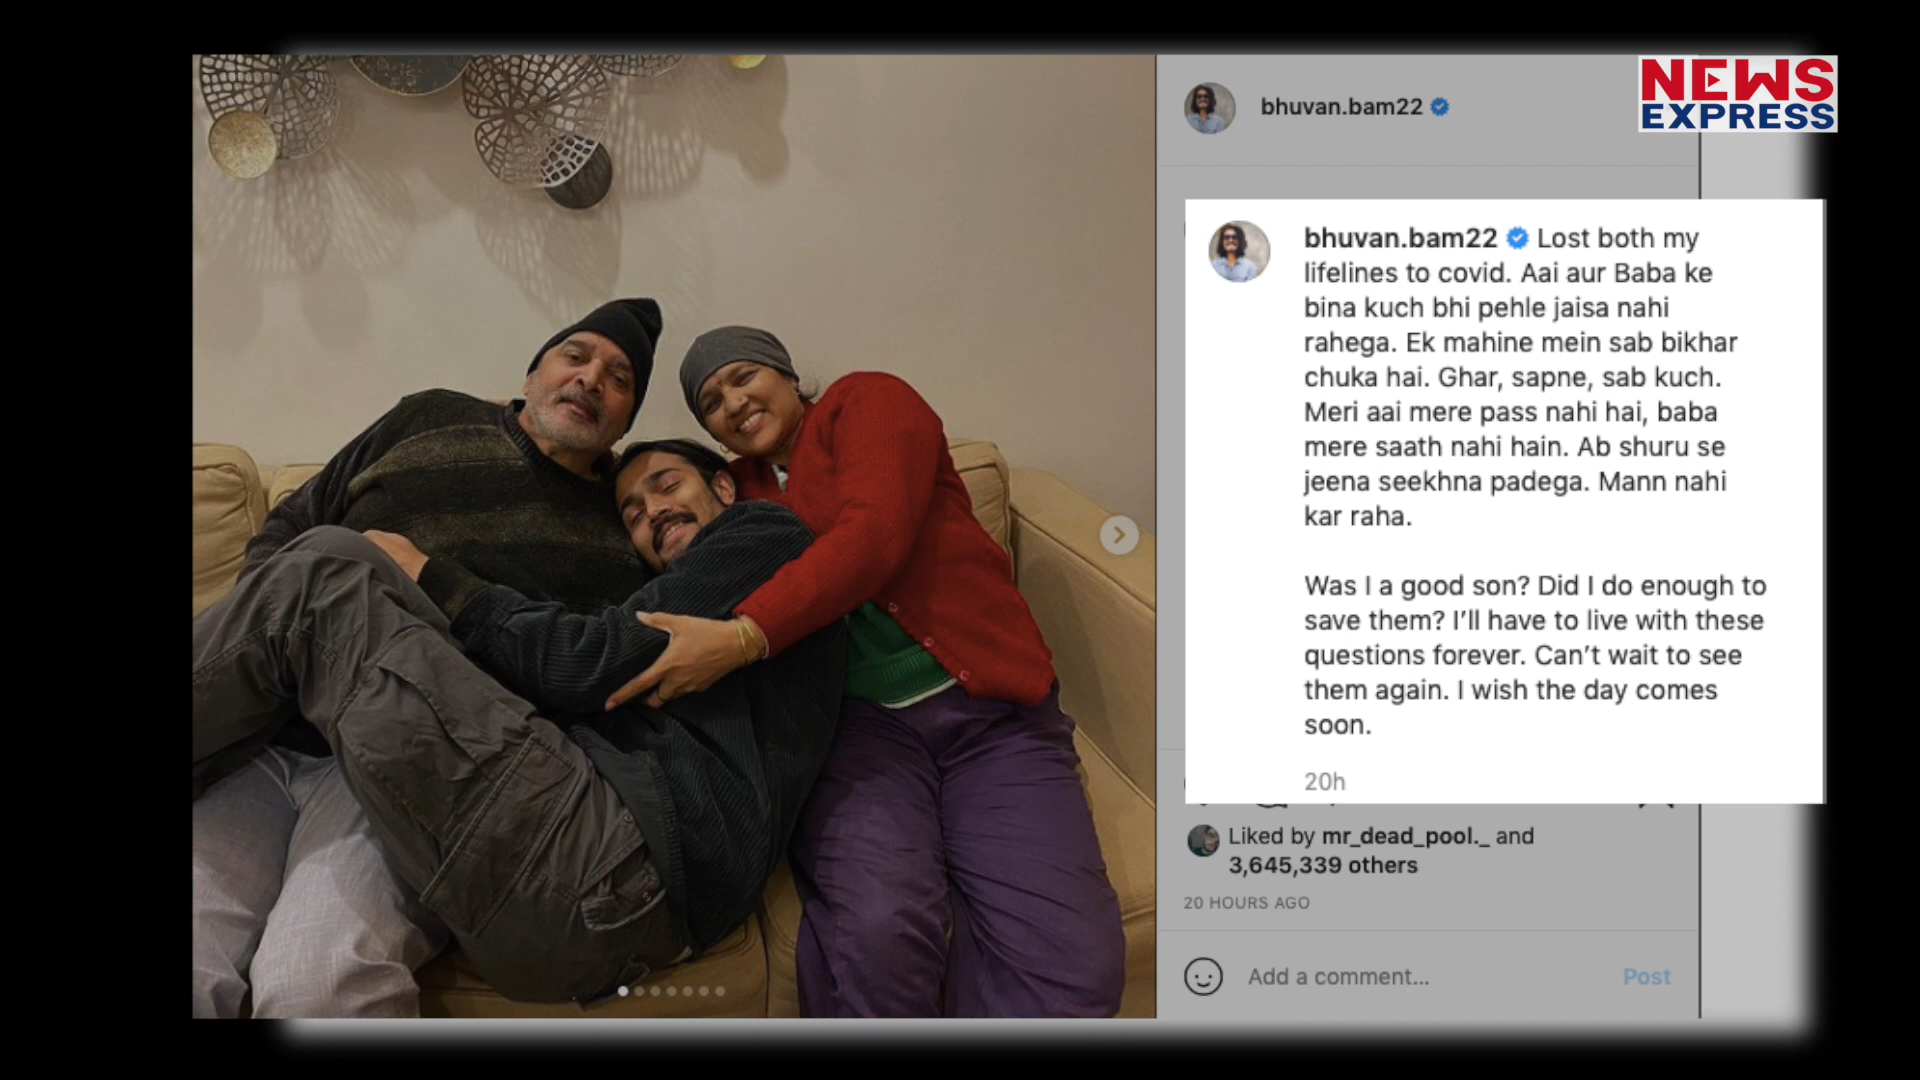 NEWS
EXPRESS
bhuvan.bam22
bhuvan.bam22 Lost both my
lifelines to covid. Aai aur Baba ke
bina kuch bhi pehle jaisa nahi
rahega. Ek mahine mein sab bikhar
chuka hai. Ghar, sapne, sab kuch.
Meri aai mere pass nahi hai, baba
mere saath nahi hain. Ab shuru se
jeena seekhna padega. Mann nahi
kar raha.
Was I a good son? Did I do enough to
save them? I’ll have to live with these
questions forever. Can’t wait to see
them again. I wish the day comes
soon.
20h
Liked by mr_dead_pool._ and
3,645,339 others
20 HOURS AGO
Add a comment...
Post